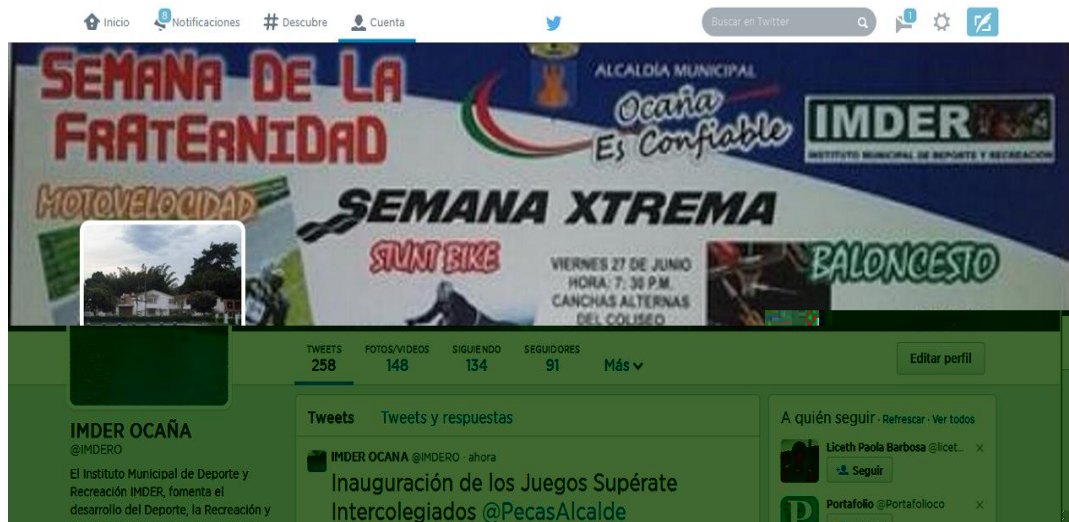 Inicio
8
Notificaciones
Descubre
Cuenta
Buscar en Twitter
1
SEMANA DE LA
FRATERNIDAD
ALCALDÍA MUNICIPAL
Ocaña
Es Confiable
IMDER
INSTITUTO MUNICIPAL DE DEPORTE Y RECREACION
MOTOVELOCIDAD
SEMANA XTREMA
STUNT BIKE
VIERNES 27 DE JUNIO
HORA: 7: 30 P.M.
CANCHAS ALTERNAS
DEL COLISEO
BALONCESTO
TWEETS
258
FOTOS/VIDEOS
148
SIGUIENDO
134
SEGUIDORES
91
Más
Editar perfil
IMDER OCAÑA
@IMDERO
El Instituto Municipal de Deporte y
Recreación IMDER, fomenta el
desarrollo del Deporte, la Recreación y
Tweets
Tweets y respuestas
IMDER OCANA @IMDERO · ahora
Inauguración de los Juegos Supérate
Intercolegiados @PecasAlcalde
A quién seguir · Refrescar · Ver todos
Liceth Paola Barbosa @licet...
Seguir
Portafolio @Portafolioco